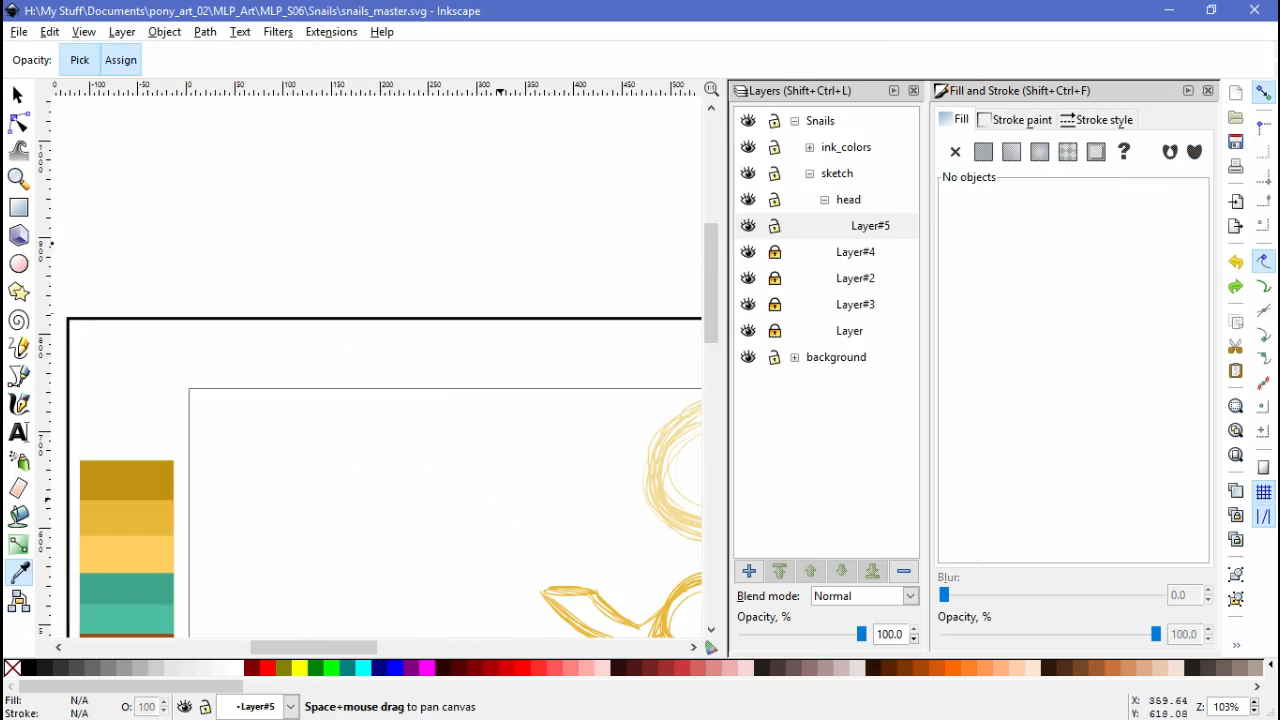 H:\My Stuff\Documents\pony_art_02\MLP_Art\MLP_S06\Snails\snails_master.svg - Inkscape
File Edit View Layer Object Path Text Filters Extensions Help
Opacity: Pick Assign
Layers (Shift+Ctrl+L)
Snails
ink_colors
sketch
head
Layer#5
Layer#4
Layer#2
Layer#3
Layer
background
Blend mode: Normal
Opacity, % 100.0
Fill and Stroke (Shift+Ctrl+F)
Fill Stroke paint Stroke style
No objects
Blur: 0.0
Opacity, % 100.0
Fill: N/A
Stroke: N/A
O: 100
Layer#5
Space+mouse drag to pan canvas
X: 359.64
Y: 618.08
Z: 103%